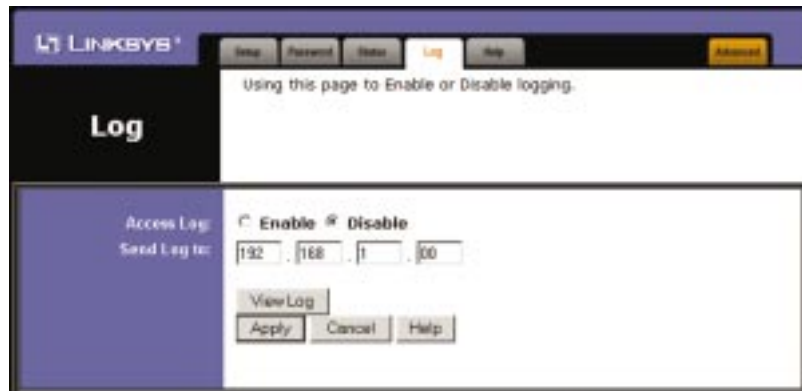 LINKSYS®
Setup Password Status Log Help Advanced
Log
Using this page to Enable or Disable logging.
Access Log: Enable Disable
Send Log to: 192 . 168 . 1 . 00
View Log
Apply Cancel Help